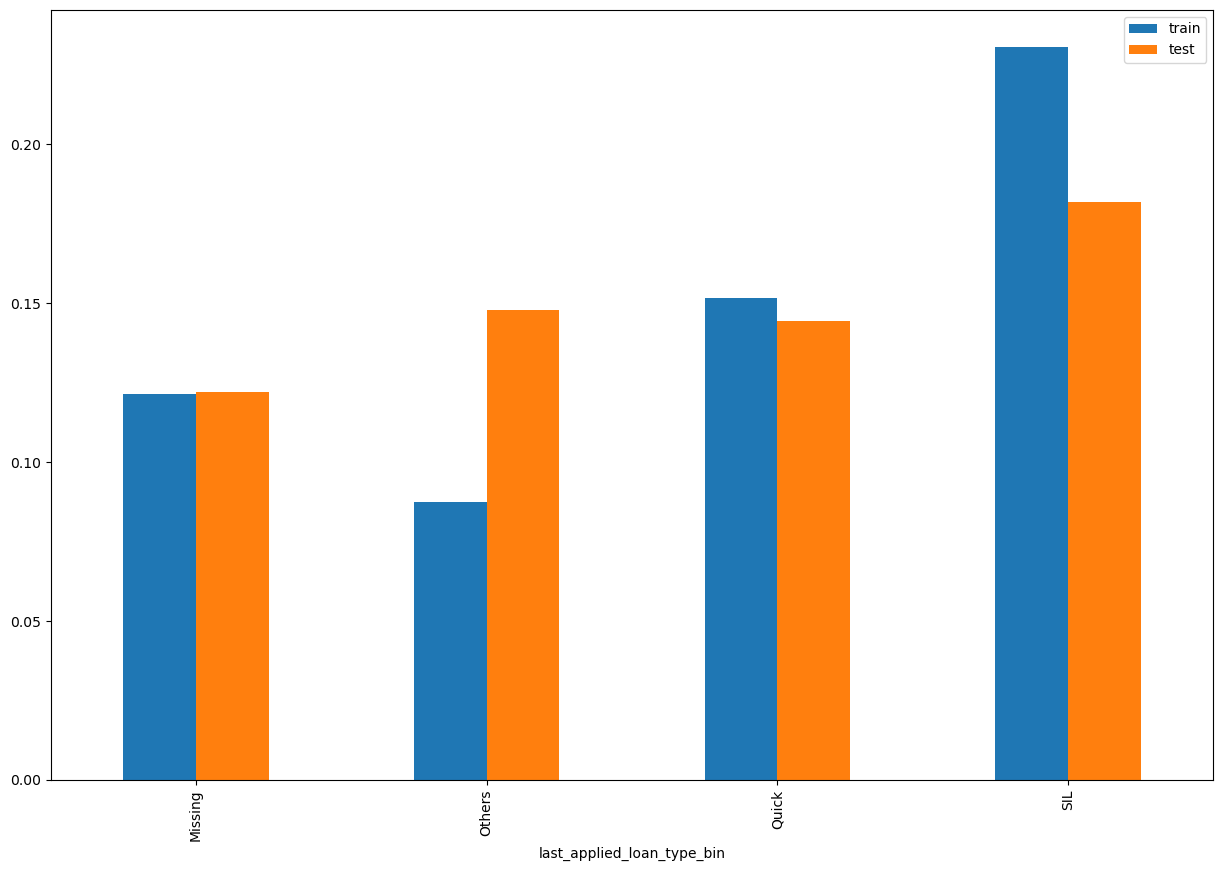 train
test
0.20
0.15
0.10
0.05
0.00
Missing
Others
Quick
SIL
last_applied_loan_type_bin